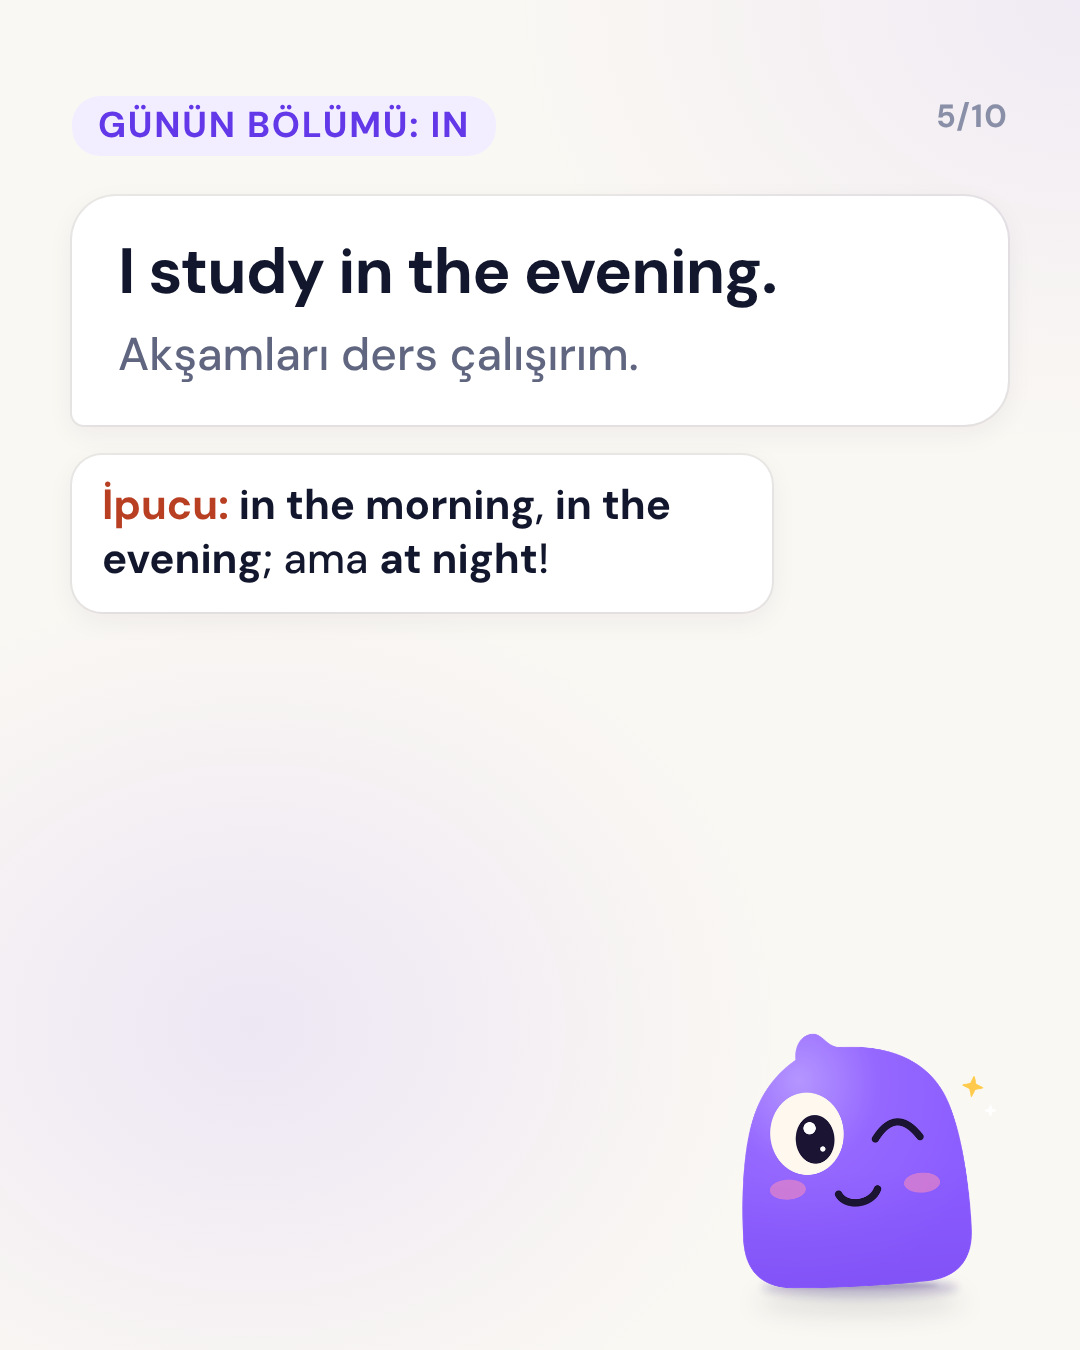 GÜNÜN BÖLÜMÜ: IN
5/10
I study in the evening.
Akşamları ders çalışırım.
İpucu: in the morning, in the
evening; ama at night!